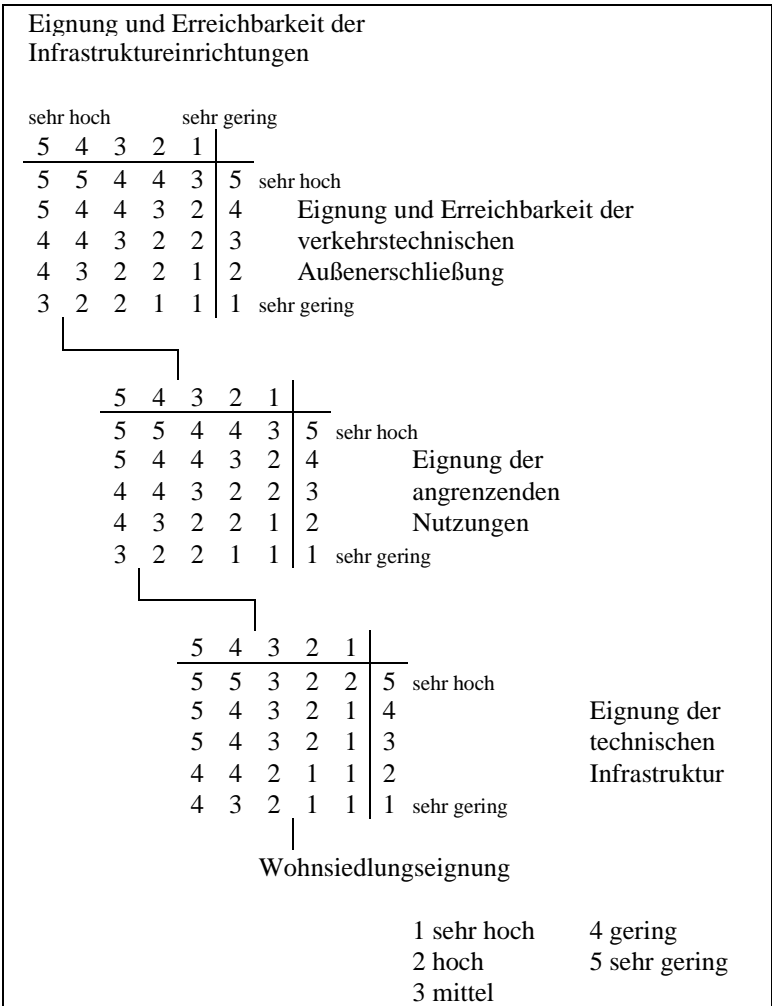 Eignung und Erreichbarkeit der
Infrastruktureinrichtungen
sehr hoch sehr gering
5 4 3 2 1
5 5 4 4 3 5 sehr hoch
5 4 4 3 2 4 Eignung und Erreichbarkeit der
4 4 3 2 2 3 verkehrstechnischen
4 3 2 2 1 2 Außenerschließung
3 2 2 1 1 1 sehr gering
5 4 3 2 1
5 5 4 4 3 5 sehr hoch
5 4 4 3 2 4 Eignung der
4 4 3 2 2 3 angrenzenden
4 3 2 2 1 2 Nutzungen
3 2 2 1 1 1 sehr gering
5 4 3 2 1
5 5 3 2 2 5 sehr hoch
5 4 3 2 1 4 Eignung der
5 4 3 2 1 3 technischen
4 4 2 1 1 2 Infrastruktur
4 3 2 1 1 1 sehr gering
Wohnsiedlungseignung
1 sehr hoch 4 gering
2 hoch 5 sehr gering
3 mittel